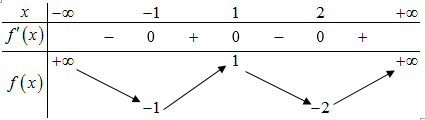 x −∞ −1 1 2 +∞
f′(x) − 0 + 0 − 0 +
+∞ 1 +∞
f(x)
−1 −2